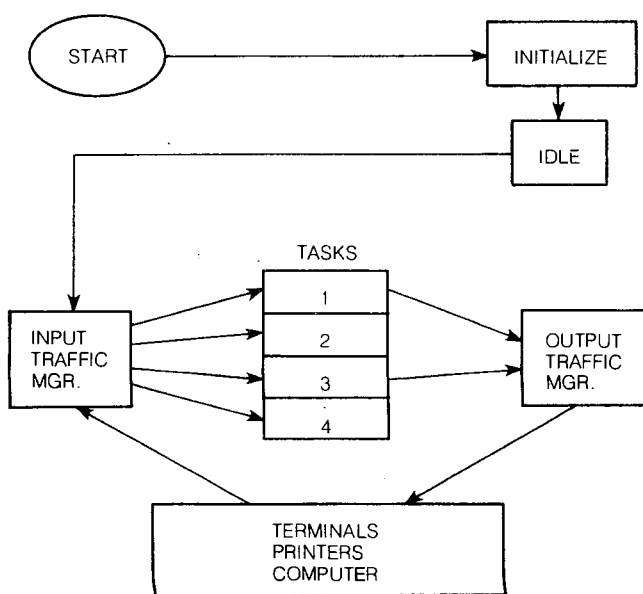 START
INITIALIZE
IDLE
TASKS
1
2
3
4
INPUT
TRAFFIC
MGR.
OUTPUT
TRAFFIC
MGR.
TERMINALS
PRINTERS
COMPUTER